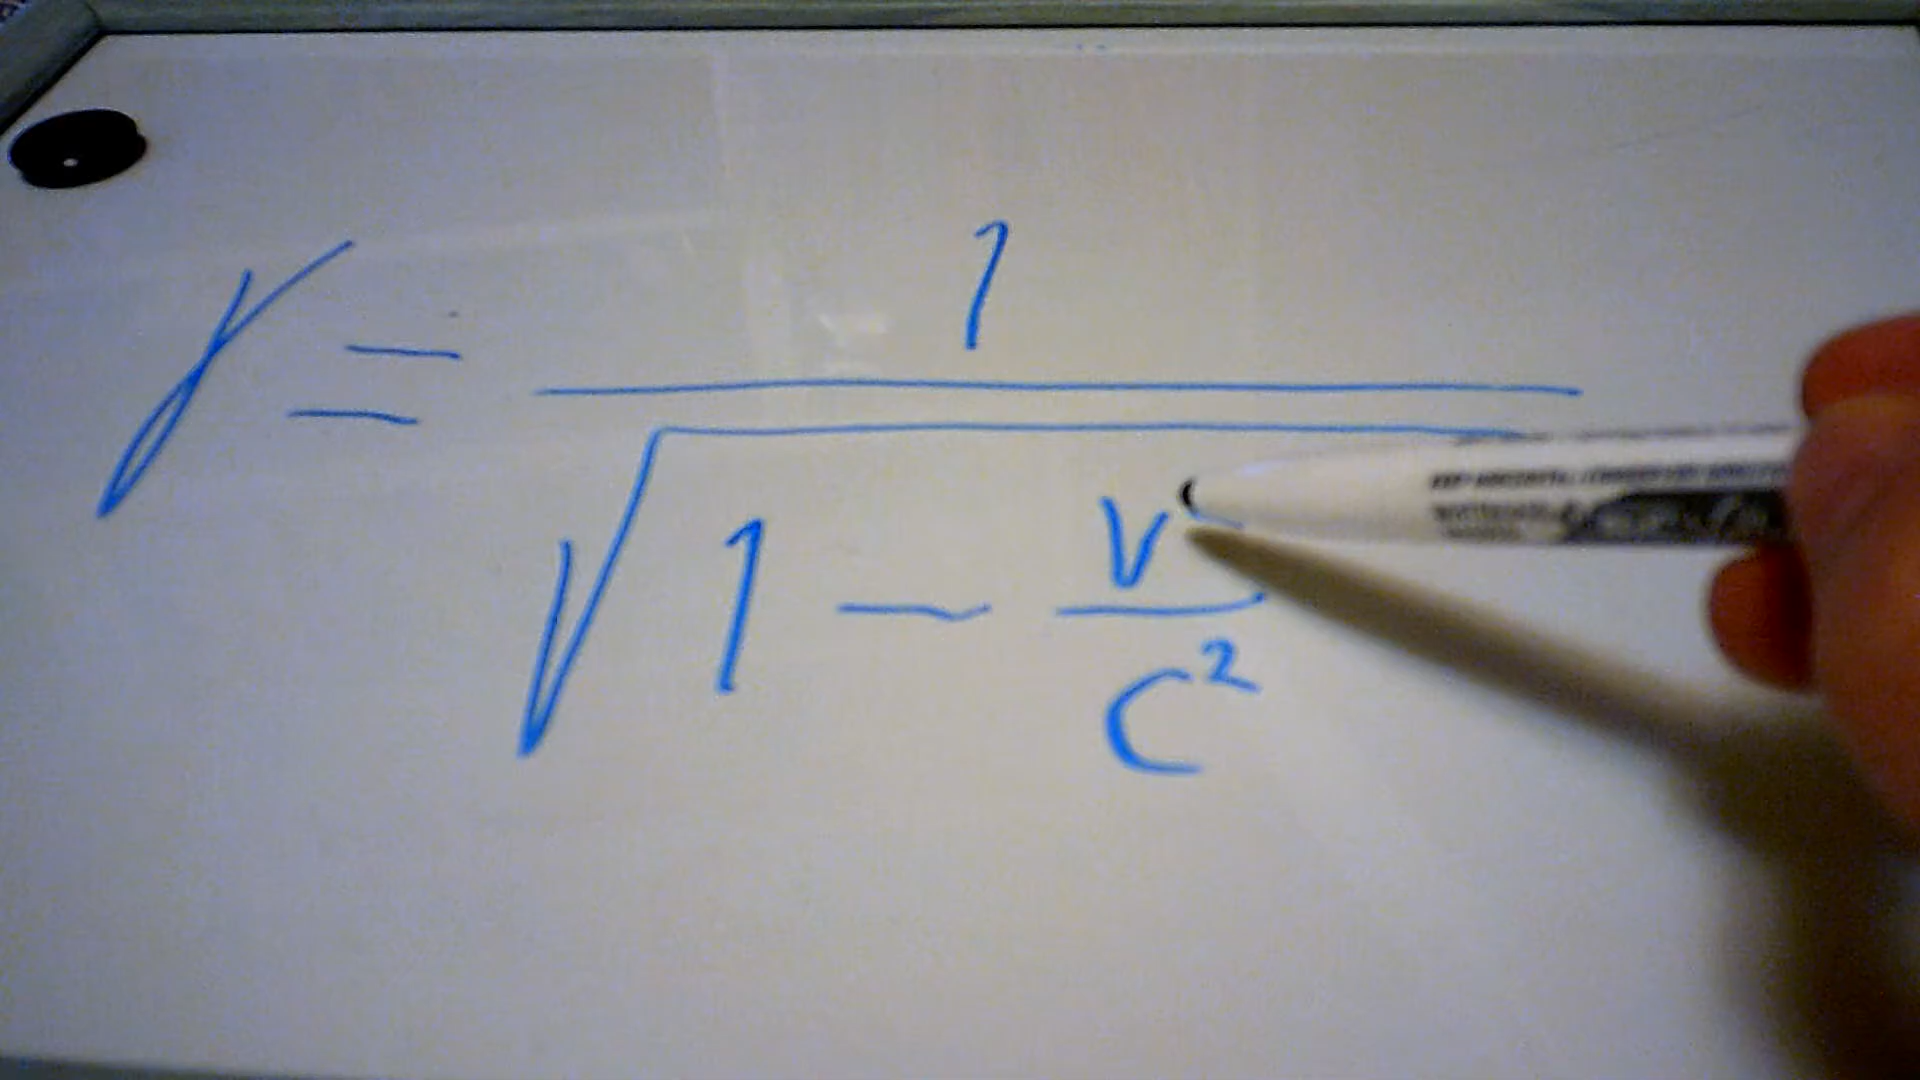 γ = 1 / √(1 - v / c²)